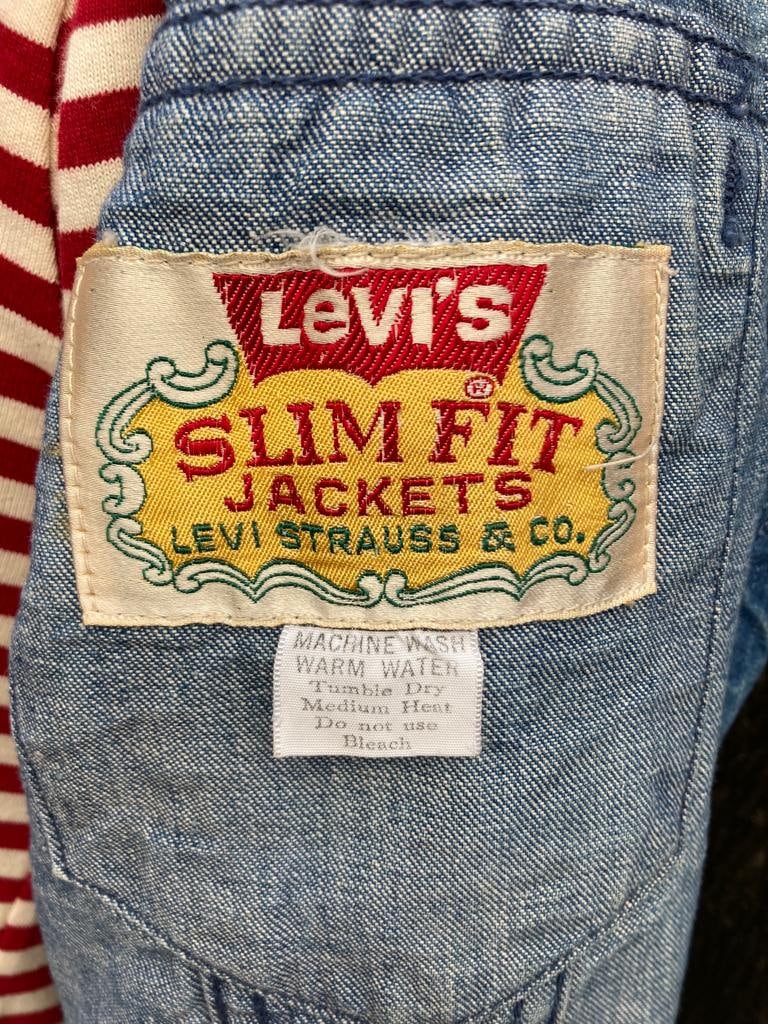 LeVI'S
®
SLIM FIT
JACKETS
LEVI STRAUSS & CO.
MACHINE WASH
WARM WATER
Tumble Dry
Medium Heat
Do not use
Bleach